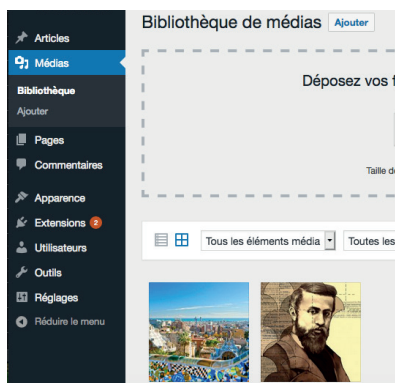 Articles
Médias
Bibliothèque
Ajouter
Pages
Commentaires
Apparence
Extensions 2
Utilisateurs
Outils
Réglages
Réduire le menu
Bibliothèque de médias Ajouter
Déposez vos f
Taille d
Tous les éléments média Toutes les